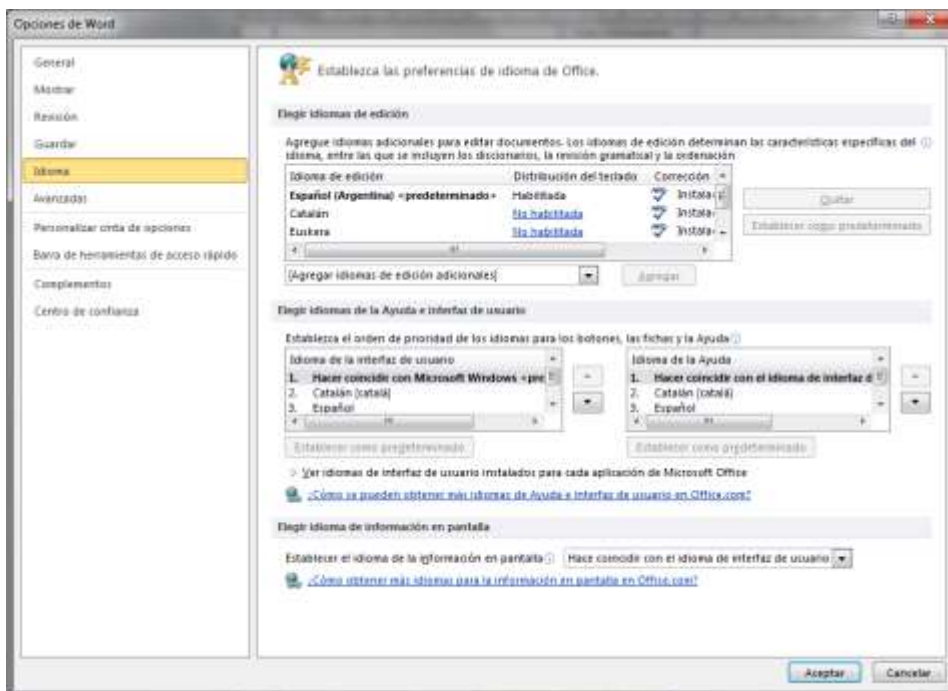 Opciones de Word
General
Mostrar
Revisión
Guardar
Idioma
Avanzadas
Personalizar cinta de opciones
Barra de herramientas de acceso rápido
Complementos
Centro de confianza
Establezca las preferencias de idioma de Office.
Elegir idiomas de edición
Agregue idiomas adicionales para editar documentos. Los idiomas de edición determinan las características específicas del
idioma, entre las que se incluyen los diccionarios, la revisión gramatical y la ordenación
Idioma de edición Distribución del teclado Corrección
Español (Argentina) <predeterminado> Habilitada Instala
Catalán No habilitada Instala
Euskera No habilitada Instala
Quitar
Establecer como predeterminado
[Agregar idiomas de edición adicionales] Agregar
Elegir idiomas de la Ayuda e interfaz de usuario
Establezca el orden de prioridad de los idiomas para los botones, las fichas y la Ayuda
Idioma de la interfaz de usuario
1. Hacer coincidir con Microsoft Windows <pre
2. Catalán (català)
3. Español
Establecer como predeterminado
Idioma de la Ayuda
1. Hacer coincidir con el idioma de interfaz d
2. Catalán (català)
3. Español
Establecer como predeterminado
Ver idiomas de interfaz de usuario instalados para cada aplicación de Microsoft Office
¿Cómo se pueden obtener más idiomas de Ayuda e Interfaz de usuario en Office.com?
Elegir idioma de información en pantalla
Establecer el idioma de la información en pantalla Hace coincidir con el idioma de interfaz de usuario
¿Cómo obtener más idiomas para la información en pantalla en Office.com?
Aceptar Cancelar